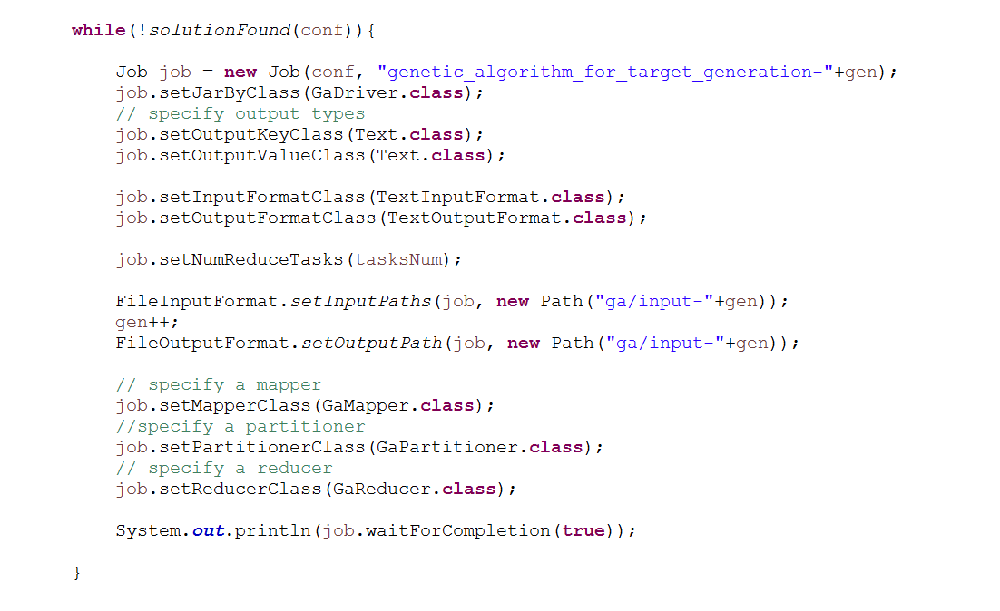 while(!solutionFound(conf)){
Job job = new Job(conf, "genetic_algorithm_for_target_generation-"+gen);
job.setJarByClass(GaDriver.class);
// specify output types
job.setOutputKeyClass(Text.class);
job.setOutputValueClass(Text.class);
job.setInputFormatClass(TextInputFormat.class);
job.setOutputFormatClass(TextOutputFormat.class);
job.setNumReduceTasks(tasksNum);
FileInputFormat.setInputPaths(job, new Path("ga/input-"+gen));
gen++;
FileOutputFormat.setOutputPath(job, new Path("ga/input-"+gen));
// specify a mapper
job.setMapperClass(GaMapper.class);
//specify a partitioner
job.setPartitionerClass(GaPartitioner.class);
// specify a reducer
job.setReducerClass(GaReducer.class);
System.out.println(job.waitForCompletion(true));
}